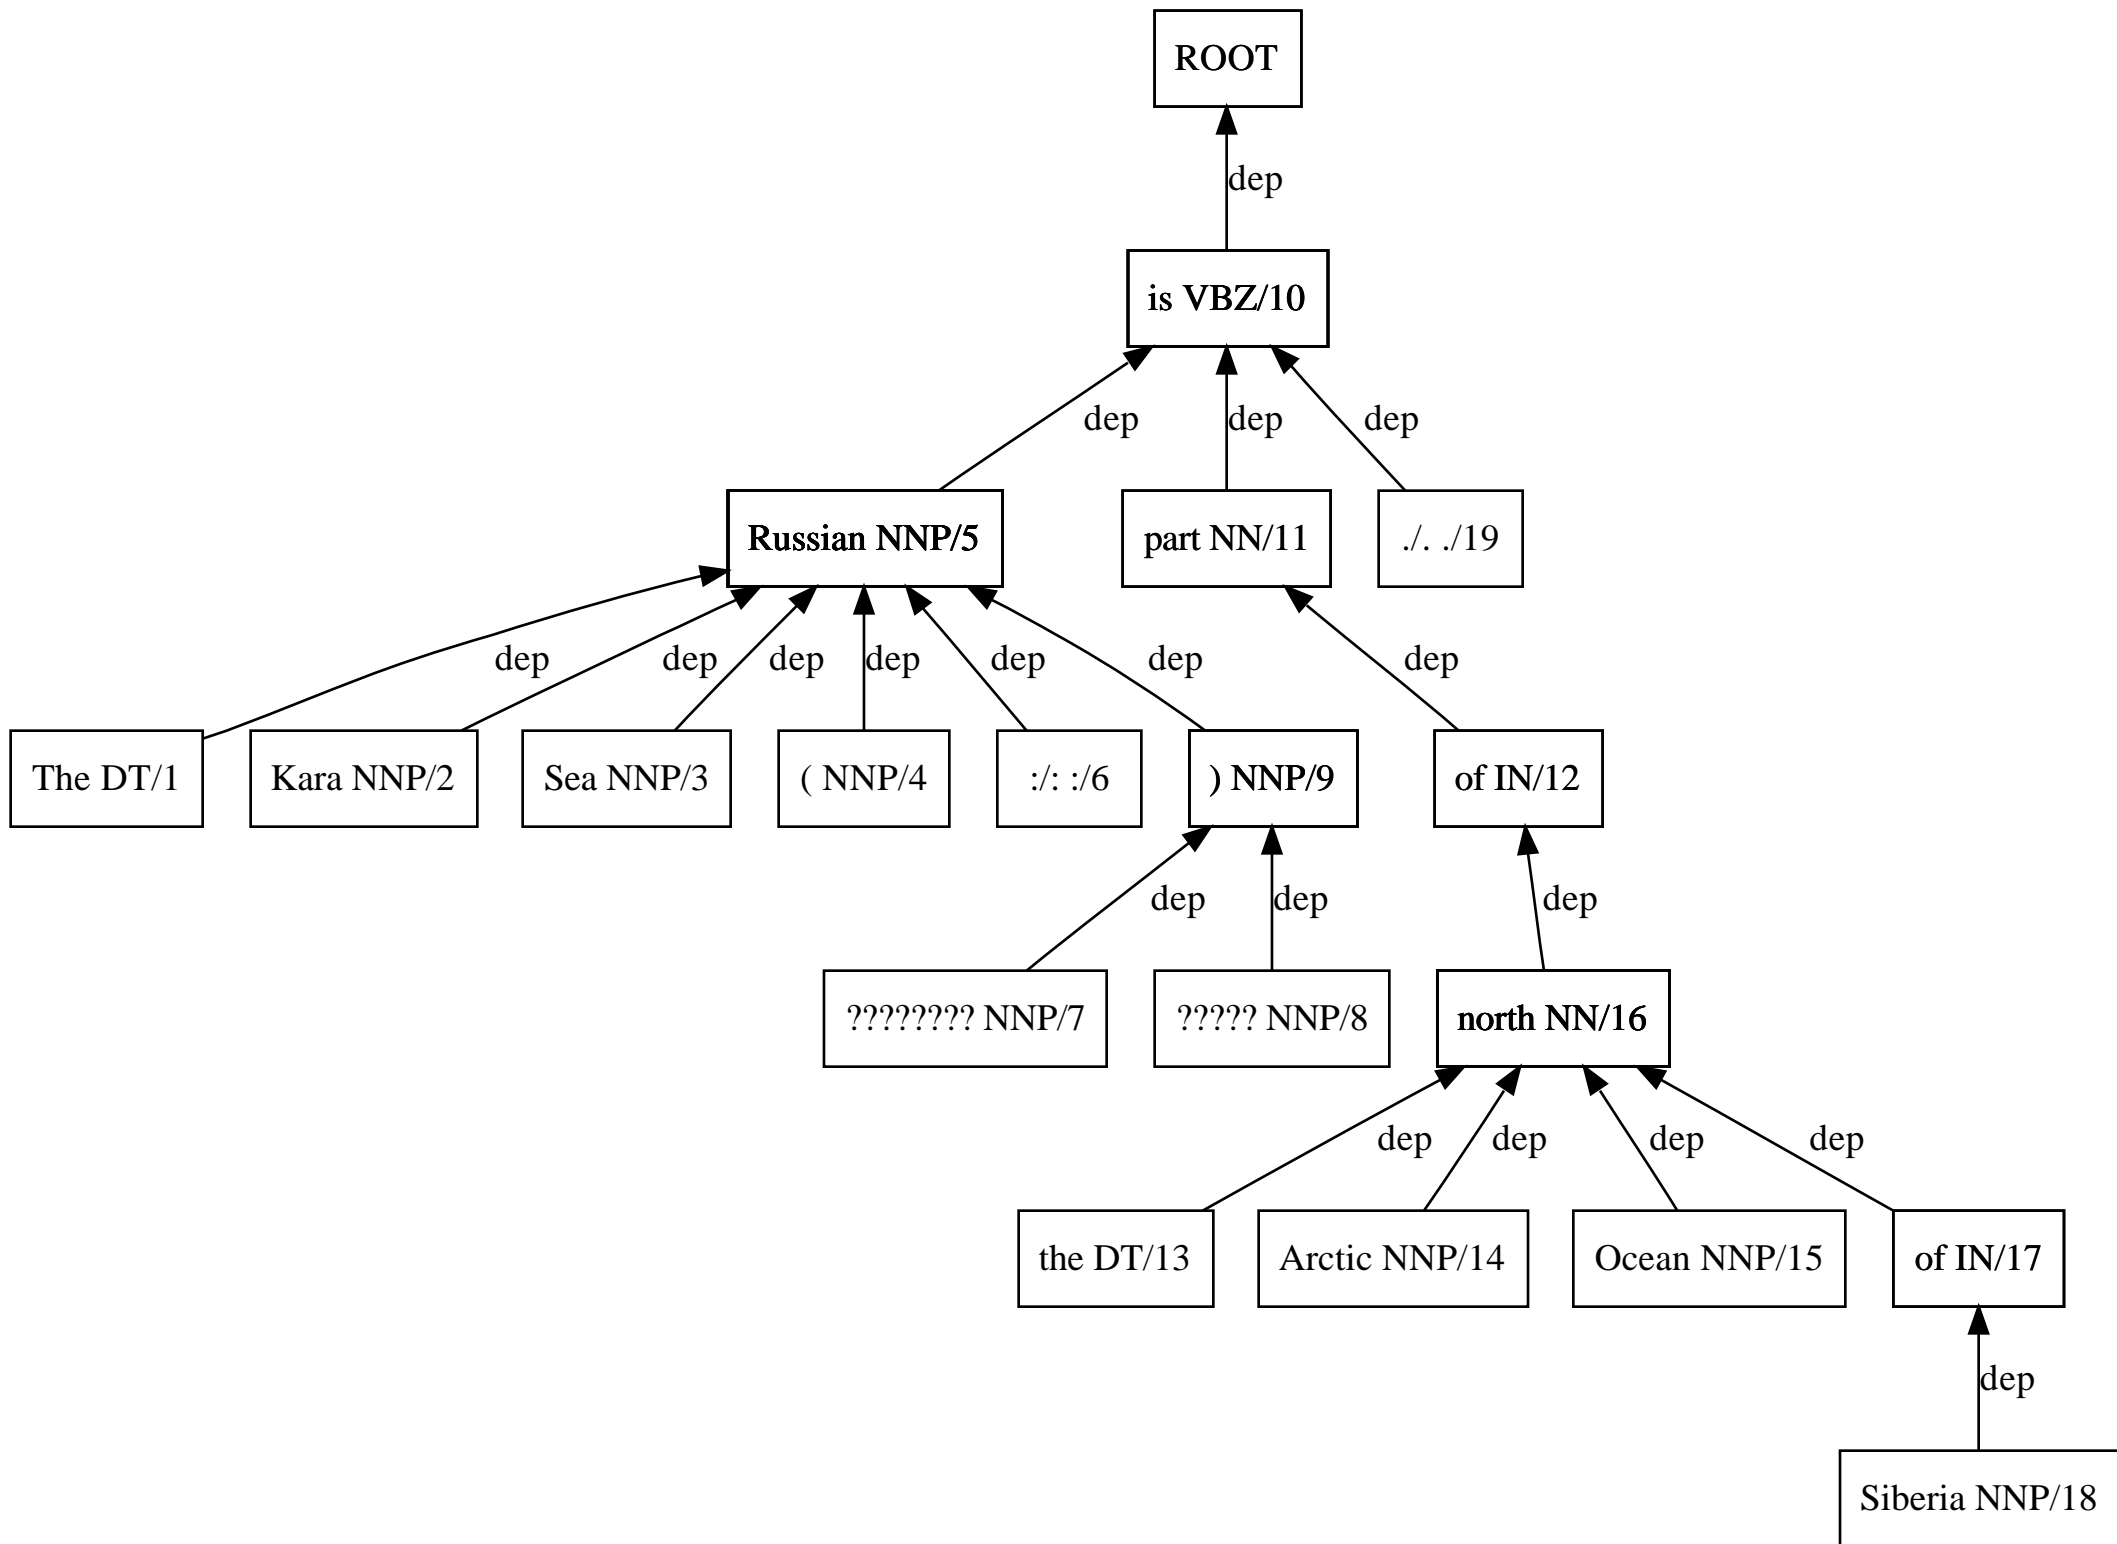 ROOT
dep
is VBZ/10
dep dep dep
Russian NNP/5 part NN/11 ./. ./19
dep dep dep dep dep dep dep
The DT/1 Kara NNP/2 Sea NNP/3 ( NNP/4 :/: :/6 ) NNP/9 of IN/12
dep dep dep
???????? NNP/7 ????? NNP/8 north NN/16
dep dep dep dep
the DT/13 Arctic NNP/14 Ocean NNP/15 of IN/17
dep
Siberia NNP/18